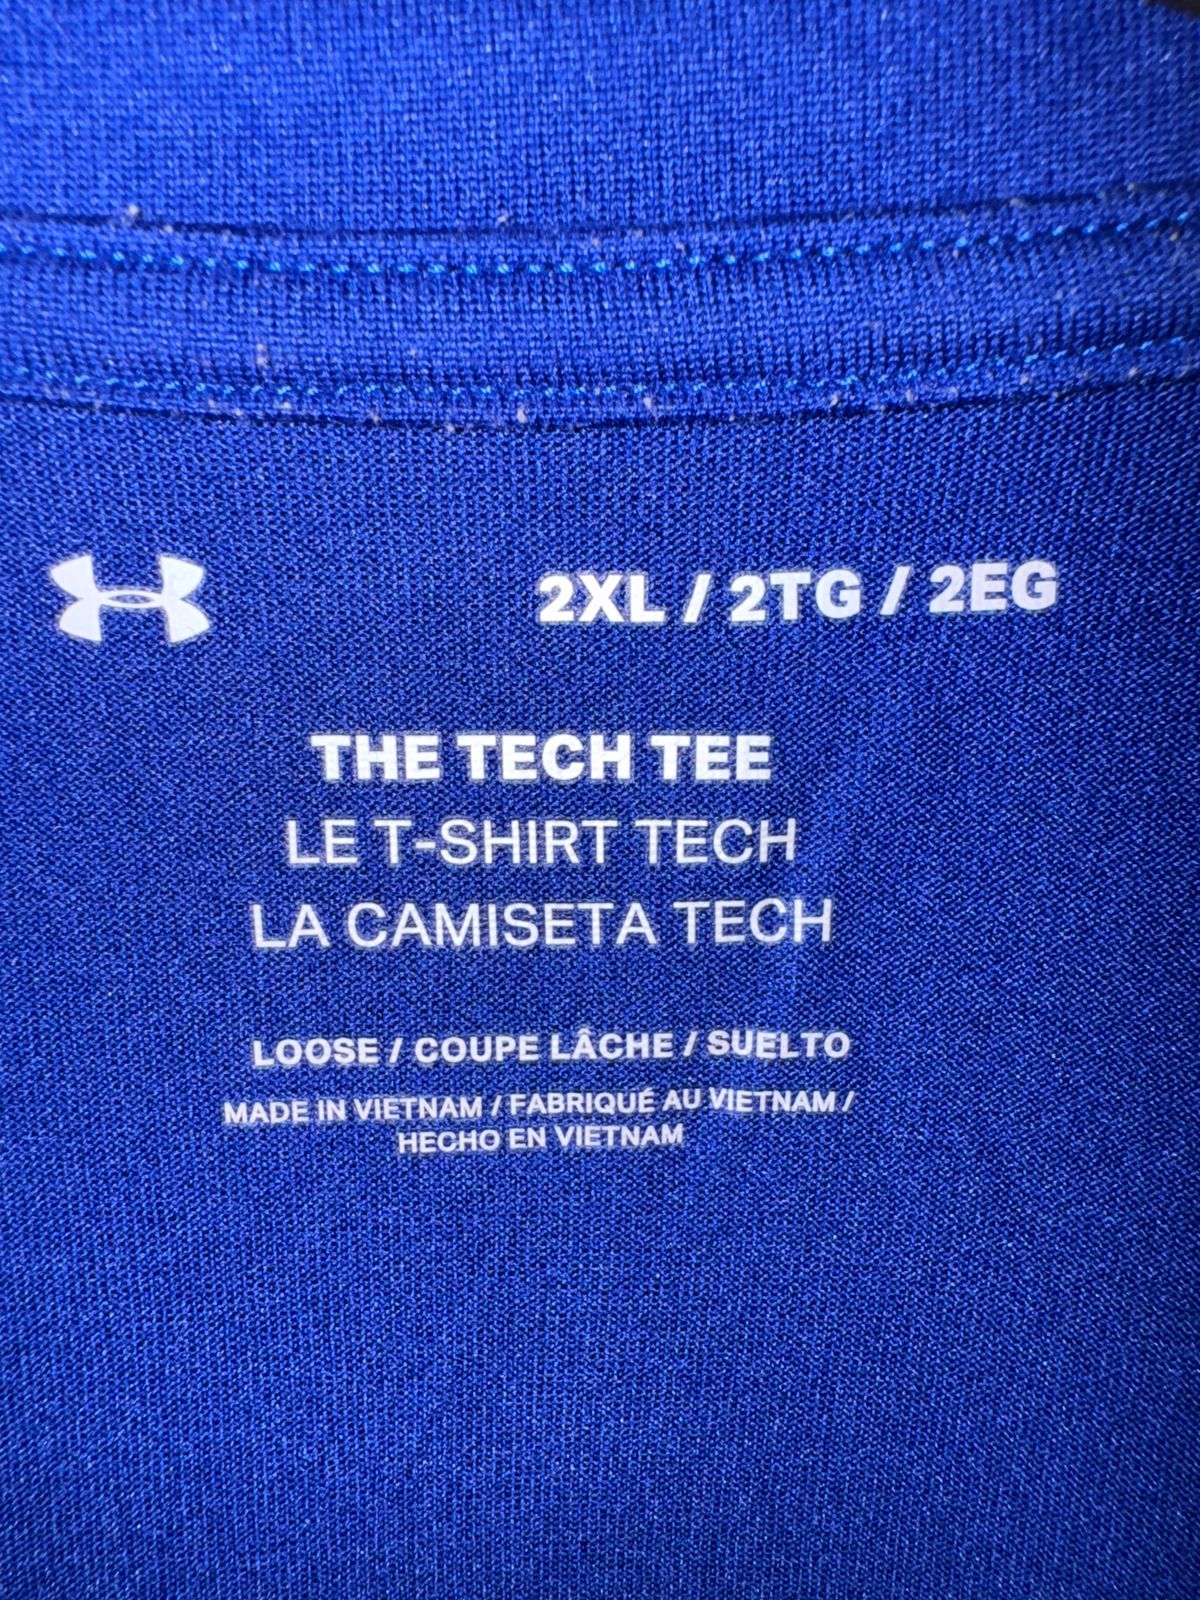 2XL / 2TG / 2EG
THE TECH TEE
LE T-SHIRT TECH
LA CAMISETA TECH
LOOSE / COUPE LÂCHE / SUELTO
MADE IN VIETNAM / FABRIQUÉ AU VIETNAM /
HECHO EN VIETNAM